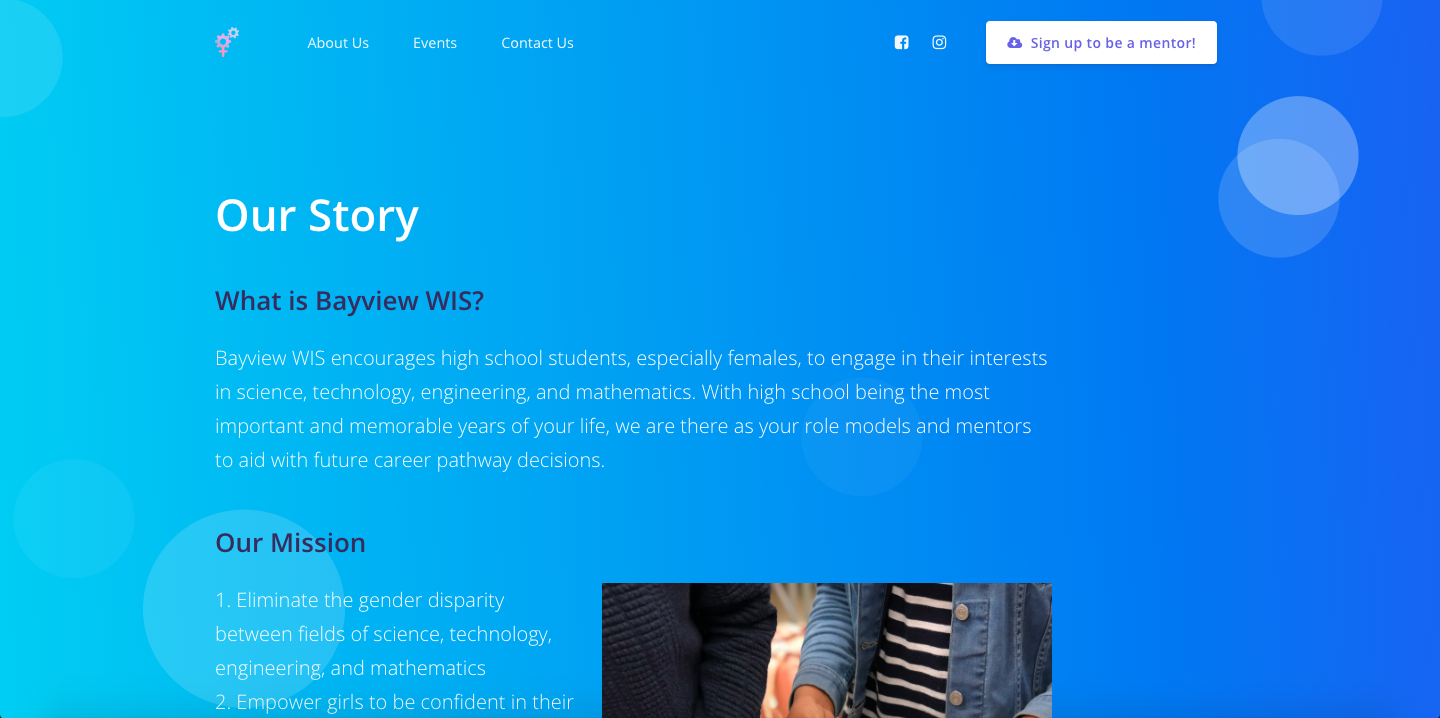 About Us Events Contact Us Sign up to be a mentor!
Our Story
What is Bayview WIS?
Bayview WIS encourages high school students, especially females, to engage in their interests
in science, technology, engineering, and mathematics. With high school being the most
important and memorable years of your life, we are there as your role models and mentors
to aid with future career pathway decisions.
Our Mission
1. Eliminate the gender disparity
between fields of science, technology,
engineering, and mathematics
2. Empower girls to be confident in their